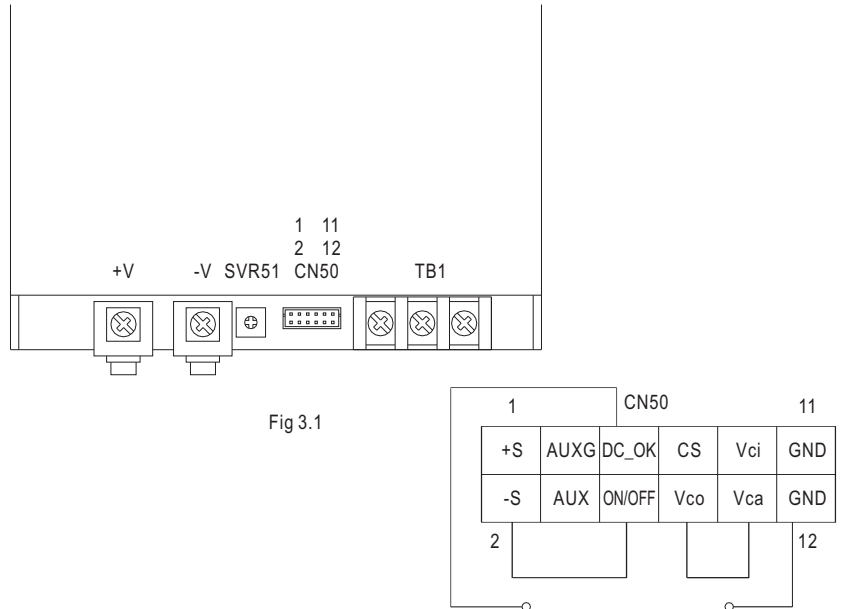 1 11
2 12
+V -V SVR51 CN50 TB1
Fig 3.1
1 CN50 11
+S AUXG DC_OK CS Vci GND
-S AUX ON/OFF Vco Vca GND
2 12